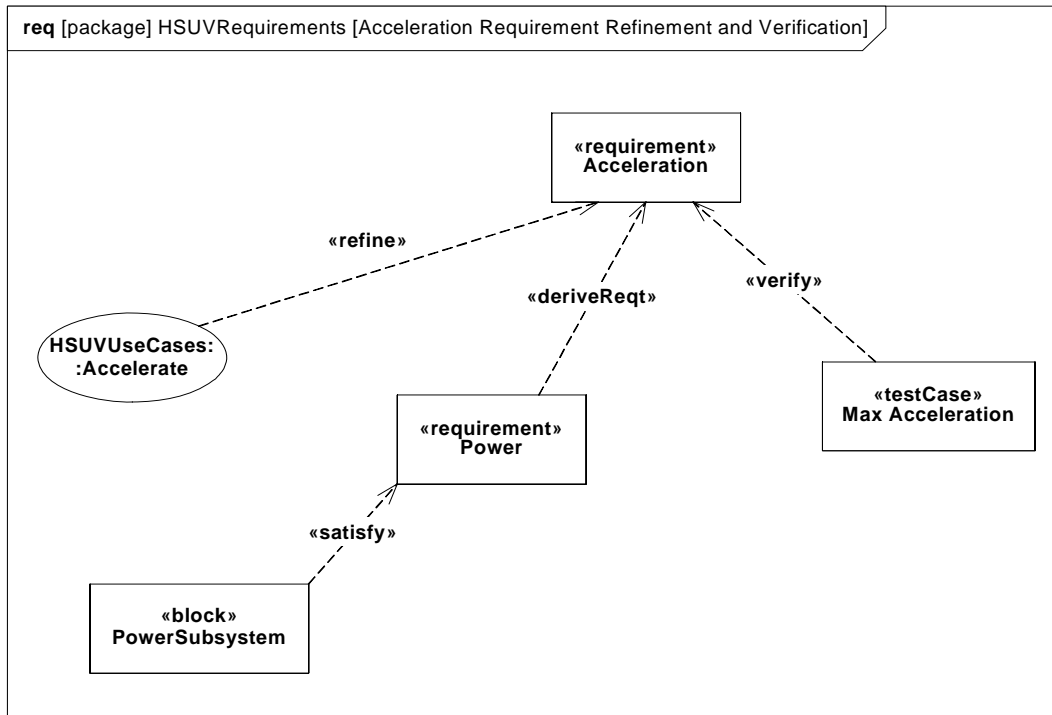 req [package] HSUVRequirements [Acceleration Requirement Refinement and Verification]
«requirement»
Acceleration
«refine»
«deriveReqt»
«verify»
HSUVUseCases:
:Accelerate
«requirement»
Power
«testCase»
Max Acceleration
«satisfy»
«block»
PowerSubsystem